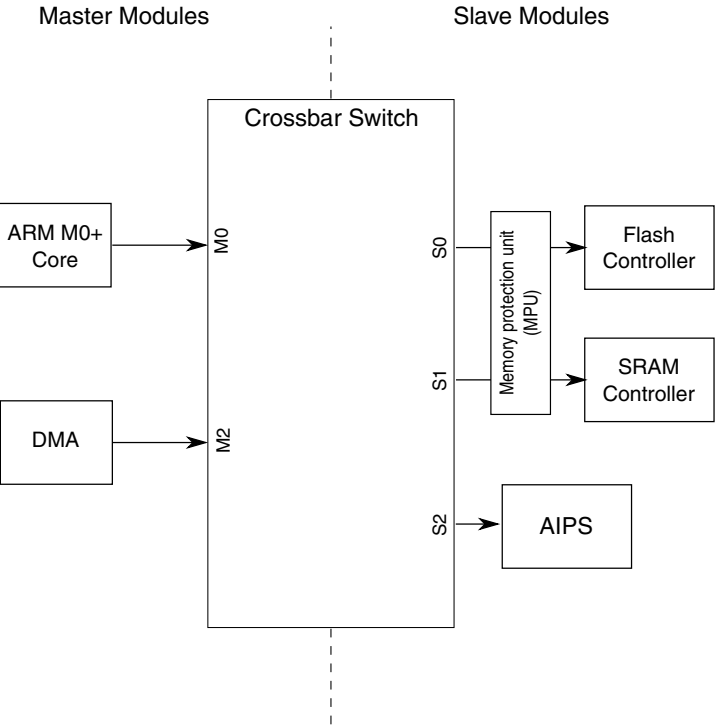 Master Modules
Slave Modules
Crossbar Switch
ARM M0+
Core
M0
S0
Memory protection unit
(MPU)
Flash
Controller
S1
SRAM
Controller
DMA
M2
S2
AIPS